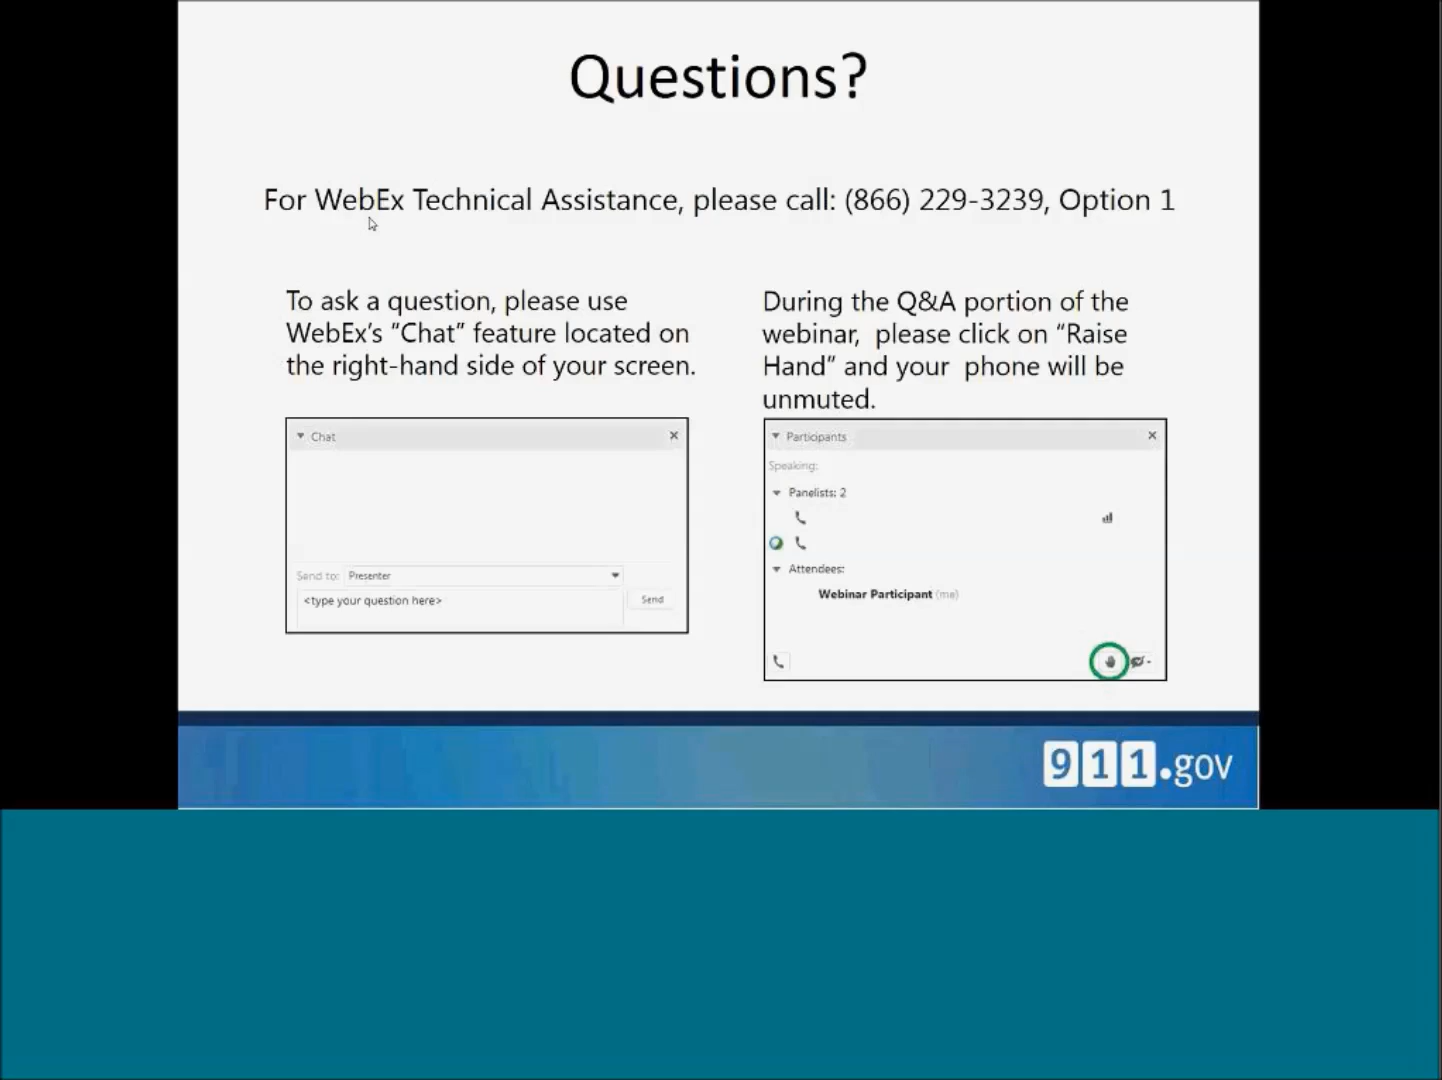 Questions?
For WebEx Technical Assistance, please call: (866) 229-3239, Option 1
To ask a question, please use
WebEx's "Chat" feature located on
the right-hand side of your screen.
Chat
Send to: Presenter
<type your question here>
Send
During the Q&A portion of the
webinar, please click on “Raise
Hand” and your phone will be
unmuted.
Participants
Speaking:
Panelists: 2
Attendees:
Webinar Participant (me)
911.gov